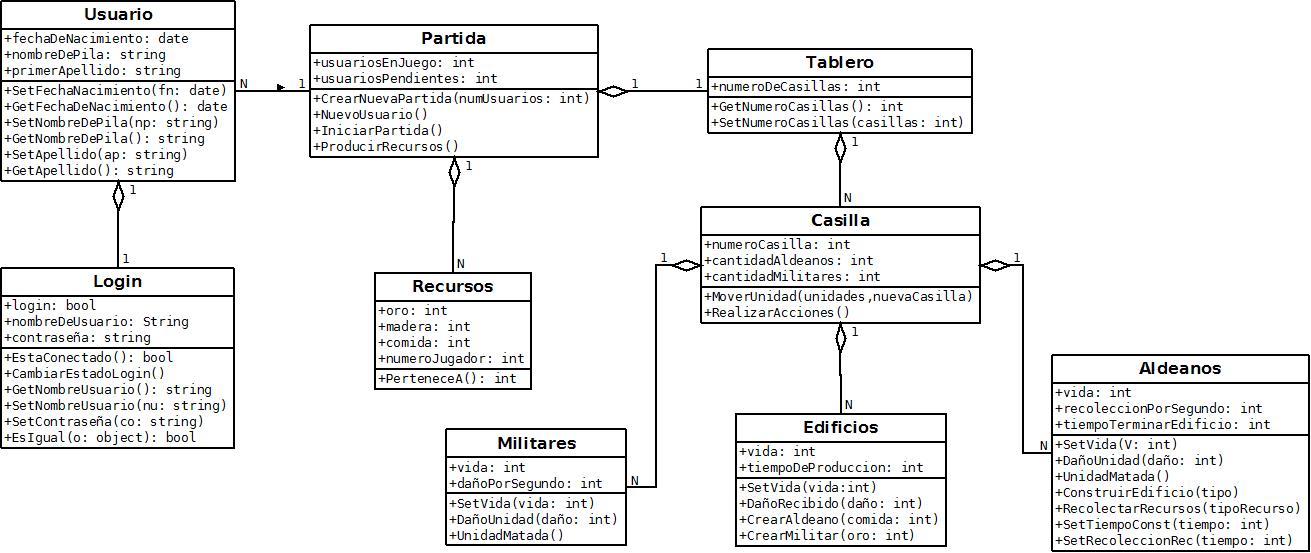 Usuario
+fechaDeNacimiento: date
+nombreDePila: string
+primerApellido: string
+SetFechaNacimiento(fn: date)
+GetFechaDeNacimiento(): date
+SetNombreDePila(np: string)
+GetNombreDePila(): string
+SetApellido(ap: string)
+GetApellido(): string
N
1
Partida
+usuariosEnJuego: int
+usuariosPendientes: int
+CrearNuevaPartida(numUsuarios: int)
+NuevoUsuario()
+IniciarPartida()
+ProducirRecursos()
1
1
Tablero
+numeroDeCasillas: int
+GetNumeroCasillas(): int
+SetNumeroCasillas(casillas: int)
1
1
Login
+login: bool
+nombreDeUsuario: String
+contraseña: string
+EstaConectado(): bool
+CambiarEstadoLogin()
+GetNombreUsuario(): string
+SetNombreUsuario(nu: string)
+SetContraseña(co: string)
+EsIgual(o: object): bool
1
N
Recursos
+oro: int
+madera: int
+comida: int
+numeroJugador: int
+PerteneceA(): int
1
N
Casilla
+numeroCasilla: int
+cantidadAldeanos: int
+cantidadMilitares: int
+MoverUnidad(unidades,nuevaCasilla)
+RealizarAcciones()
1
N
Militares
+vida: int
+dañoPorSegundo: int
+SetVida(vida: int)
+DañoUnidad(daño: int)
+UnidadMatada()
1
N
Edificios
+vida: int
+tiempoDeProduccion: int
+SetVida(vida:int)
+DañoRecibido(daño: int)
+CrearAldeano(comida: int)
+CrearMilitar(oro: int)
1
N
Aldeanos
+vida: int
+recoleccionPorSegundo: int
+tiempoTerminarEdificio: int
+SetVida(V: int)
+DañoUnidad(daño: int)
+UnidadMatada()
+ConstruirEdificio(tipo)
+RecolectarRecursos(tipoRecurso)
+SetTiempoConst(tiempo: int)
+SetRecoleccionRec(tiempo: int)